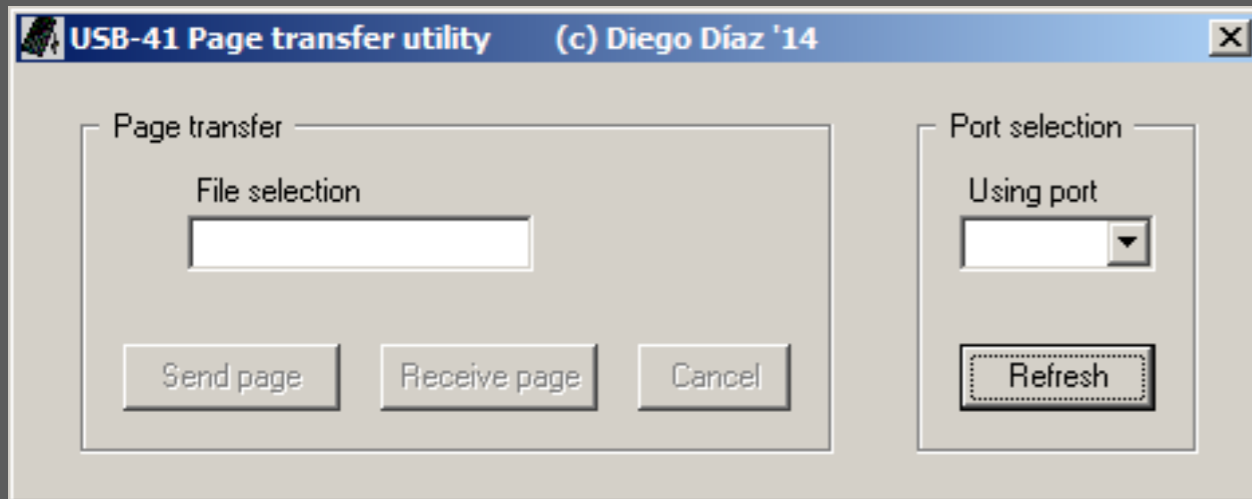 USB-41 Page transfer utility (c) Diego Díaz '14
Page transfer
File selection
Send page Receive page Cancel
Port selection
Using port
Refresh